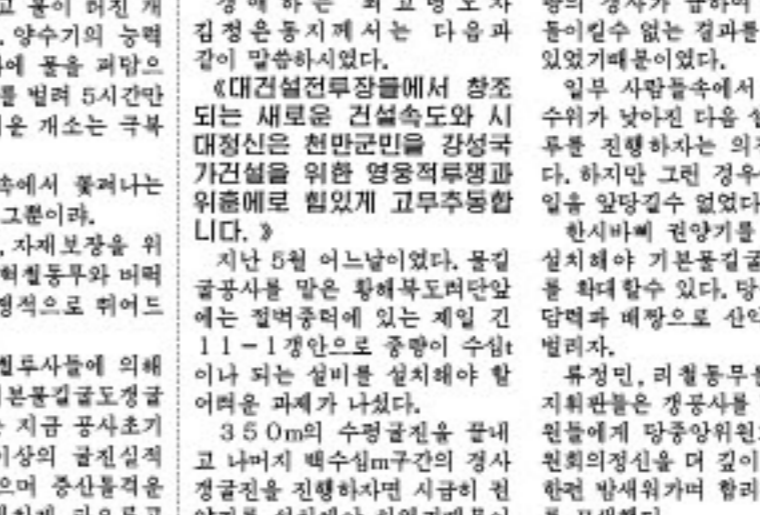 고 물이 터진 개
. 양수기의 능력
에 물을 퍼담으
를 벌려 5시간만
운 개소는 극복
속에서 꽃펴나는
그뿐이랴.
, 자재보장을 위
혁철동무와 버럭
쟁적으로 뛰어드
철투사들에 의해
기본물길굴도갱굴
지금 공사초기
이상의 굴진실적
으며 증산돌격운
경애하는 최고령도자
김정은동지께서는 다음과
같이 말씀하시였다.
《대건설전투장들에서 창조
되는 새로운 건설속도와 시
대정신은 천만군민을 강성국
가건설을 위한 영웅적투쟁과
위훈에로 힘있게 고무추동합
니다.》
지난 5월 어느날이였다. 물길
굴공사를 맡은 황해북도려단앞
에는 절벽중턱에 있는 제일 긴
11－1갱안으로 중량이 수십t
이나 되는 설비를 설치해야 할
어려운 과제가 나섰다.
350m의 수평굴진을 끝내
고 나머지 백수십m구간의 경사
갱굴진을 진행하자면 시급히 권
량의 경사가 급하여
돌이킬수 없는 결과를
있었기때문이였다.
일부 사람들속에서
수위가 낮아진 다음 설
루를 진행하자는 의
다. 하지만 그런 경우
일을 앞당길수 없었다
한시바삐 권양기를
설치해야 기본물길굴
를 확대할수 있다. 당
담력과 배짱으로 산악
벌리자.
류정민, 리철동무들
지휘관들은 갱공사를
원들에게 당중앙위원
원회의정신을 더 깊이
한편 밤새워가며 합리